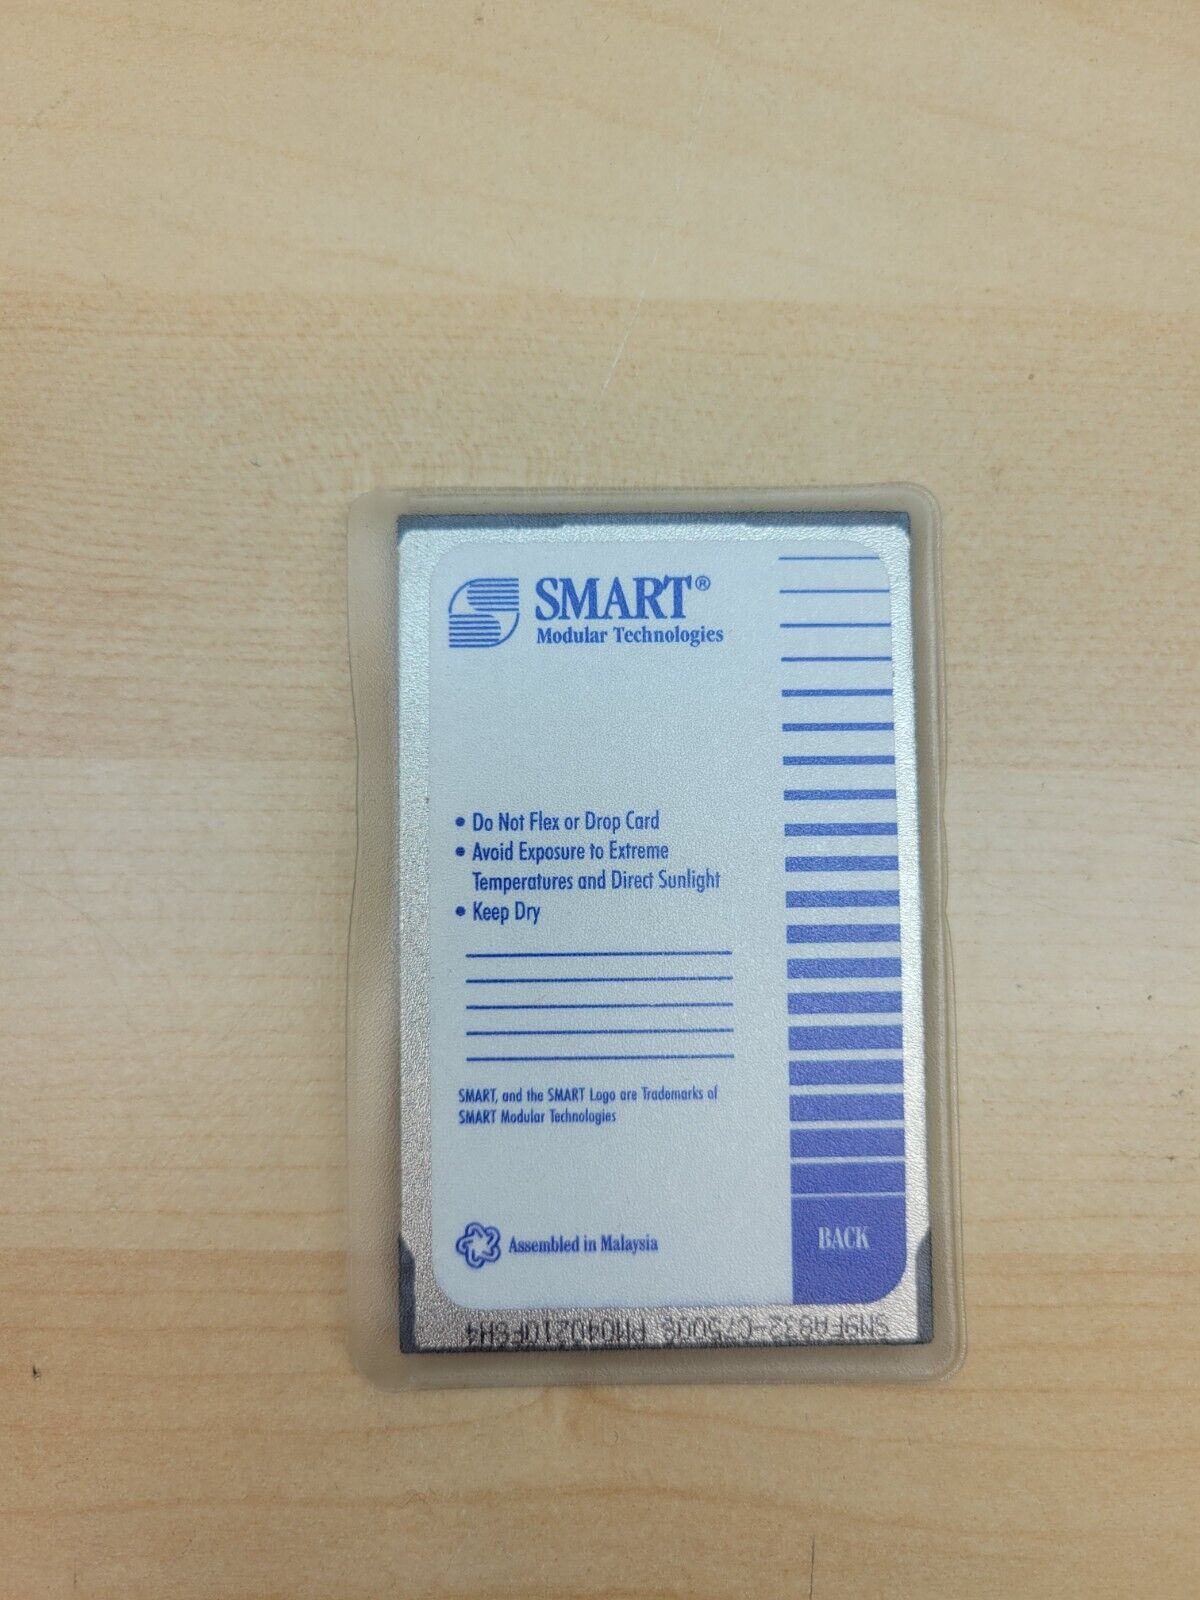 SMART®
Modular Technologies
• Do Not Flex or Drop Card
• Avoid Exposure to Extreme
Temperatures and Direct Sunlight
• Keep Dry
SMART, and the SMART Logo are Trademarks of
SMART Modular Technologies
Assembled in Malaysia
BACK